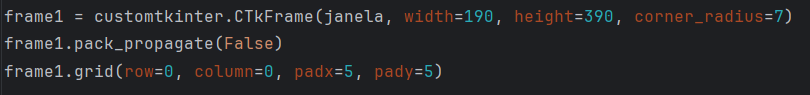 frame1 = customtkinter.CTkFrame(janela, width=190, height=390, corner_radius=7)
frame1.pack_propagate(False)
frame1.grid(row=0, column=0, padx=5, pady=5)